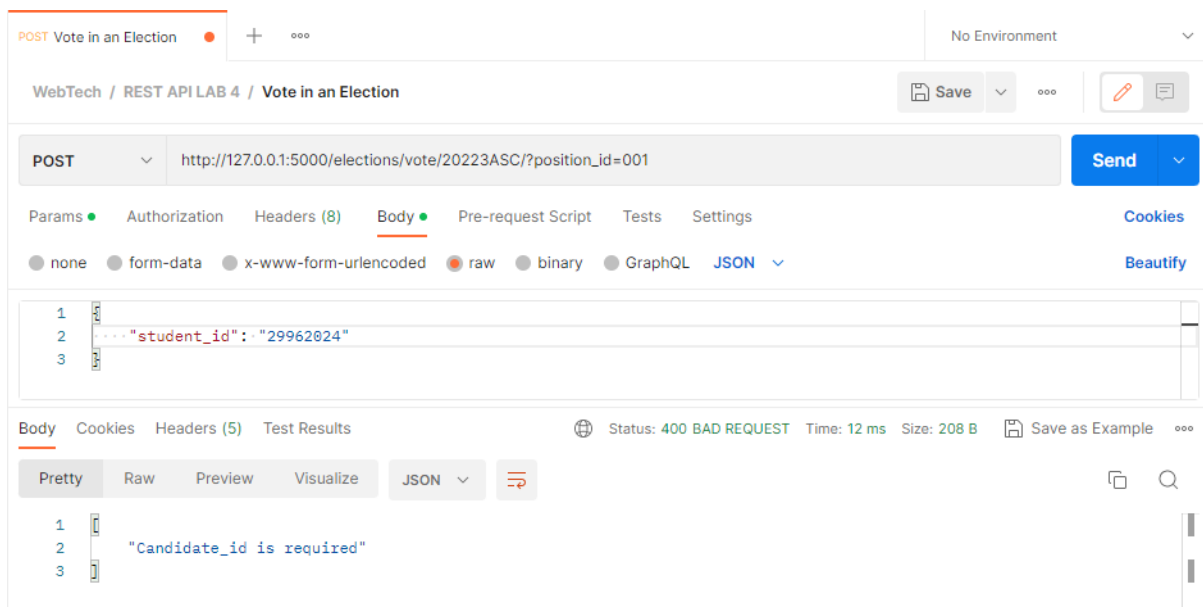 POST Vote in an Election
No Environment
WebTech / REST API LAB 4 / Vote in an Election
Save
POST http://127.0.0.1:5000/elections/vote/20223ASC/?position_id=001 Send
Params Authorization Headers (8) Body Pre-request Script Tests Settings Cookies
none form-data x-www-form-urlencoded raw binary GraphQL JSON Beautify
1 {
2 "student_id": "29962024"
3 }
Body Cookies Headers (5) Test Results Status: 400 BAD REQUEST Time: 12 ms Size: 208 B Save as Example
Pretty Raw Preview Visualize JSON
1 [
2 "Candidate_id is required"
3 ]